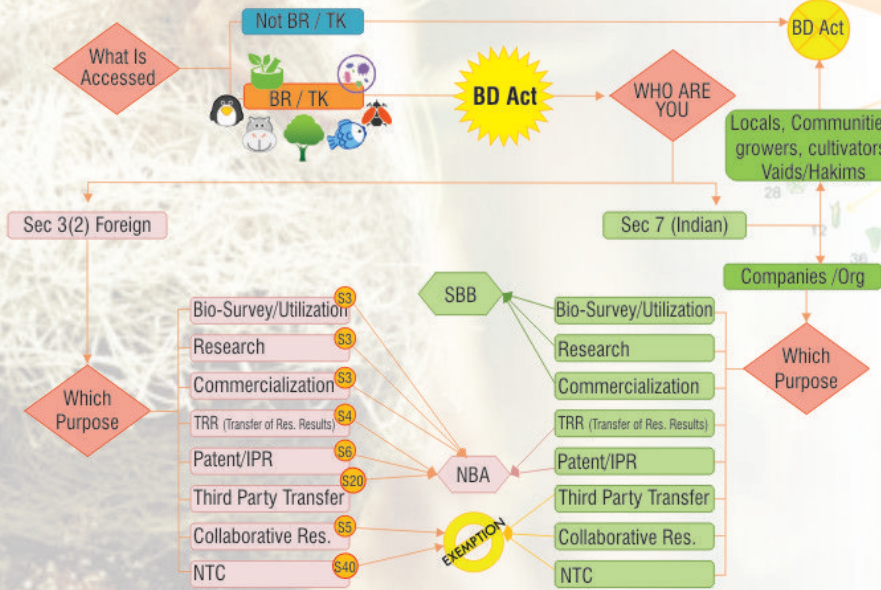 Not BR / TK
BD Act
What Is
Accessed
BR / TK
BD Act
WHO ARE
YOU
Locals, Communitie
growers, cultivators
Vaids/Hakims
28
12
36
Sec 3(2) Foreign
Sec 7 (Indian)
Companies /Org
SBB
Bio-Survey/Utilization
S3
Research
S3
Commercialization
S3
TRR (Transfer of Res. Results)
S4
Patent/IPR
S6
S20
Third Party Transfer
Collaborative Res.
S5
NTC
S40
Which
Purpose
NBA
EXEMPTION
Bio-Survey/Utilization
Research
Commercialization
TRR (Transfer of Res. Results)
Patent/IPR
Third Party Transfer
Collaborative Res.
NTC
Which
Purpose